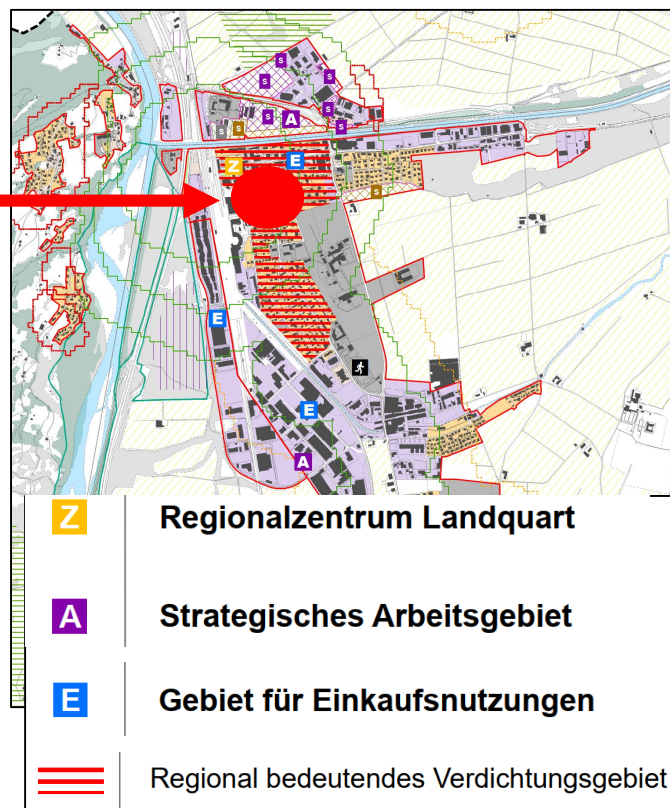 S
S
S
S
S
A
S
S
S
Z
E
S
E
E
A
Z Regionalzentrum Landquart
A Strategisches Arbeitsgebiet
E Gebiet für Einkaufsnutzungen
Regional bedeutendes Verdichtungsgebiet